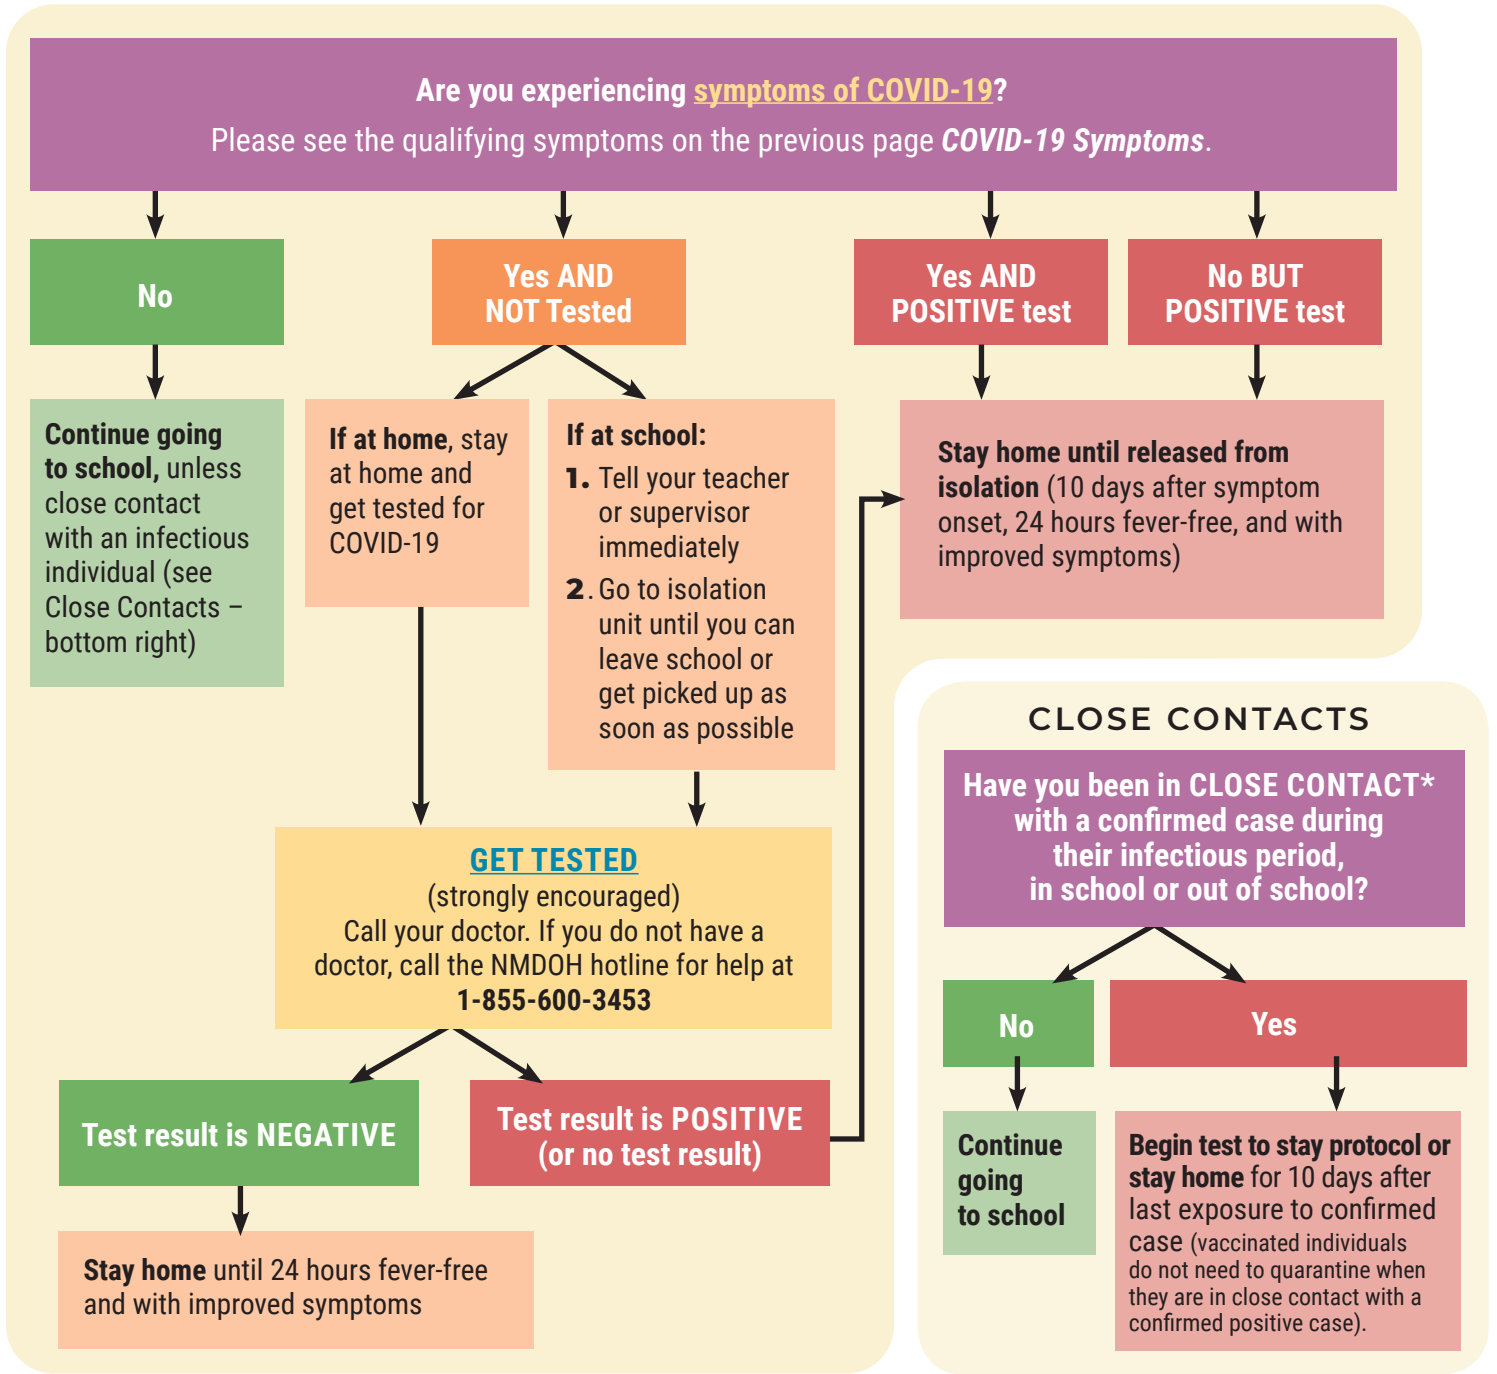 Are you experiencing symptoms of COVID-19?
Please see the qualifying symptoms on the previous page COVID-19 Symptoms.
No
Yes AND
NOT Tested
Yes AND
POSITIVE test
No BUT
POSITIVE test
Continue going
to school, unless
close contact
with an infectious
individual (see
Close Contacts –
bottom right)
If at home, stay
at home and
get tested for
COVID-19
If at school:
1. Tell your teacher
or supervisor
immediately
2. Go to isolation
unit until you can
leave school or
get picked up as
soon as possible
Stay home until released from
isolation (10 days after symptom
onset, 24 hours fever-free, and with
improved symptoms)
GET TESTED
(strongly encouraged)
Call your doctor. If you do not have a
doctor, call the NMDOH hotline for help at
1-855-600-3453
Test result is NEGATIVE
Test result is POSITIVE
(or no test result)
Stay home until 24 hours fever-free
and with improved symptoms
CLOSE CONTACTS
Have you been in CLOSE CONTACT*
with a confirmed case during
their infectious period,
in school or out of school?
No
Yes
Continue
going
to school
Begin test to stay protocol or
stay home for 10 days after
last exposure to confirmed
case (vaccinated individuals
do not need to quarantine when
they are in close contact with a
confirmed positive case).